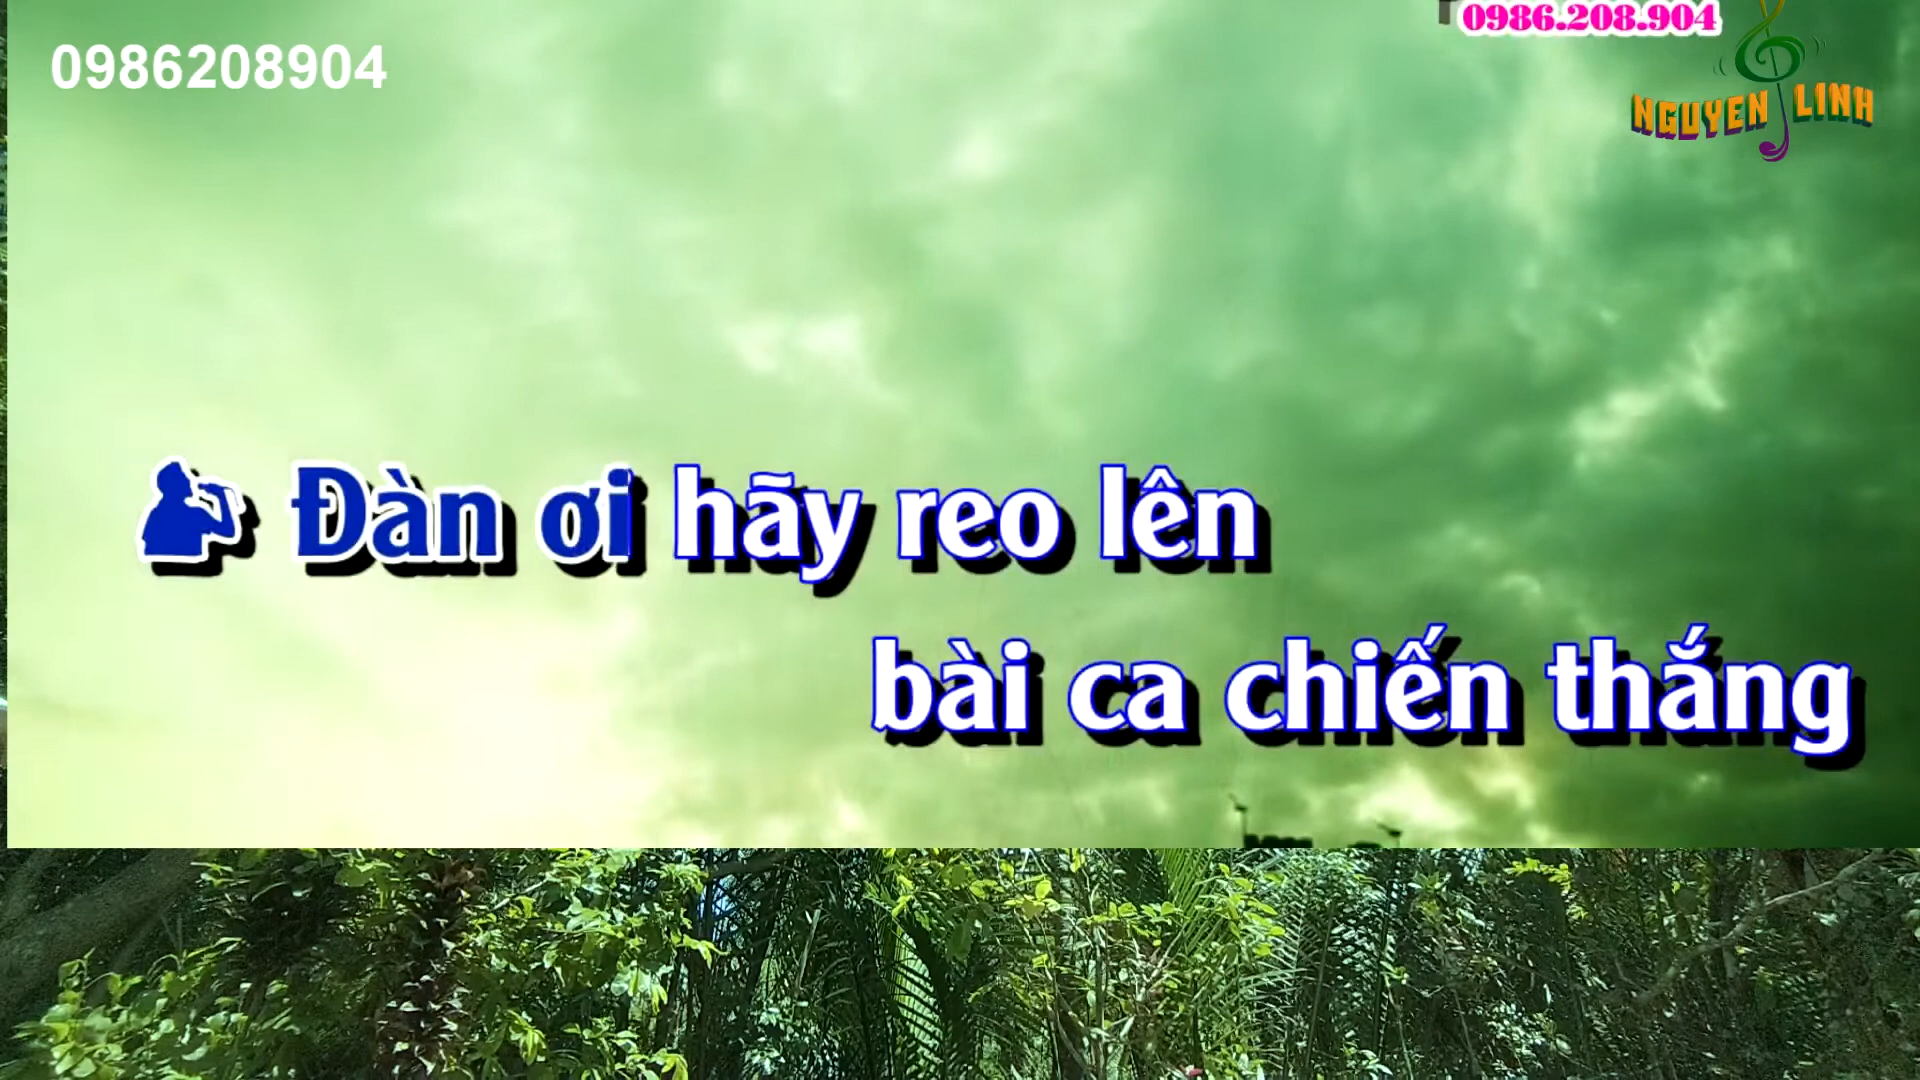 0986.208.904
0986208904
NGUYEN LINH
Đàn ơi hãy reo lên
bài ca chiến thắng